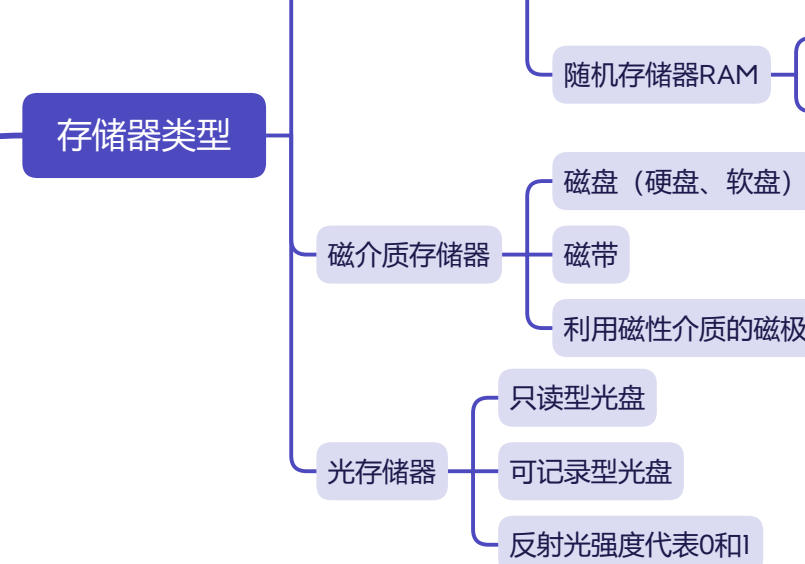 随机存储器RAM
存储器类型
磁盘（硬盘、软盘）
磁介质存储器
磁带
利用磁性介质的磁极
只读型光盘
光存储器
可记录型光盘
反射光强度代表0和1